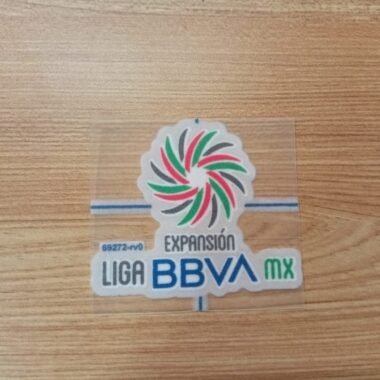 EXPANSIÓN
69272-rv0
LIGA BBVA MX